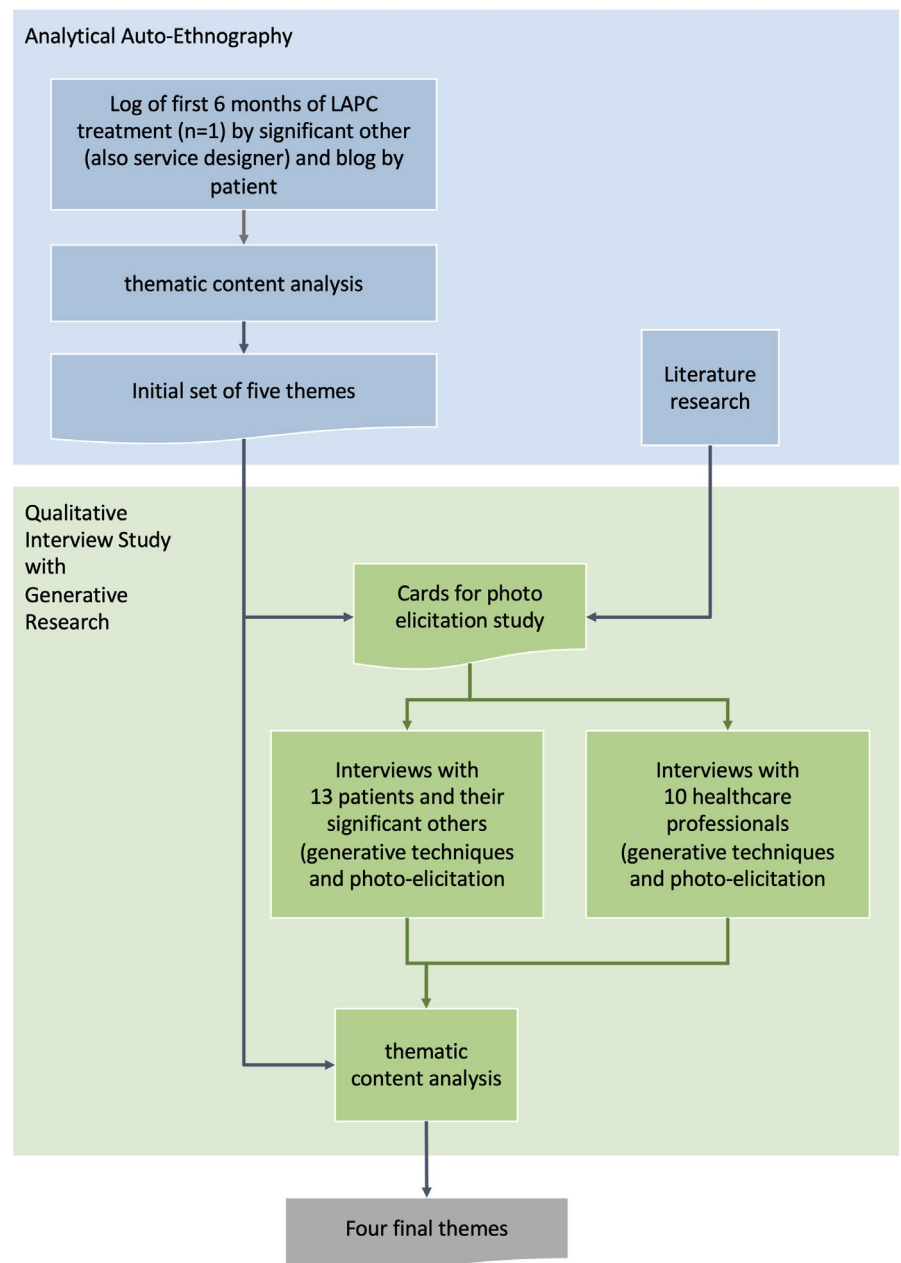 Analytical Auto-Ethnography
Log of first 6 months of LAPC
treatment (n=1) by significant other
(also service designer) and blog by
patient
thematic content analysis
Initial set of five themes
Literature
research
Qualitative
Interview Study
with
Generative
Research
Cards for photo
elicitation study
Interviews with
13 patients and their
significant others
(generative techniques
and photo-elicitation
Interviews with
10 healthcare
professionals
(generative techniques
and photo-elicitation
thematic
content analysis
Four final themes